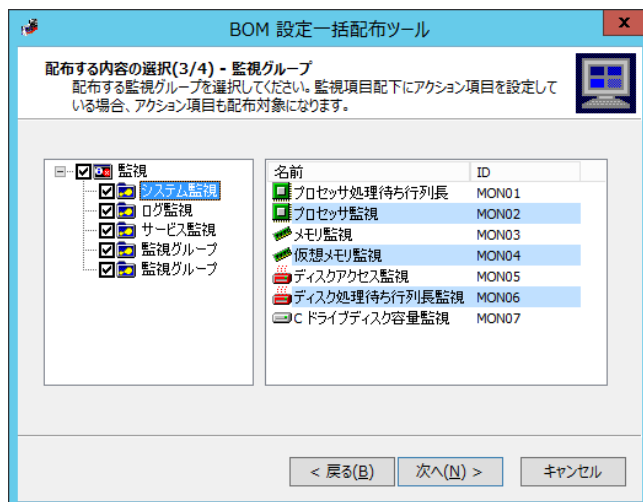 BOM 設定一括配布ツール
x
配布する内容の選択(3/4) - 監視グループ
配布する監視グループを選択してください。監視項目配下にアクション項目を設定して
いる場合、アクション項目も配布対象になります。
監視
システム監視
ログ監視
サービス監視
監視グループ
監視グループ
名前 ID
プロセッサ処理待ち行列長 MON01
プロセッサ監視 MON02
メモリ監視 MON03
仮想メモリ監視 MON04
ディスクアクセス監視 MON05
ディスク処理待ち行列長監視 MON06
C ドライブディスク容量監視 MON07
< 戻る(B) 次へ(N) > キャンセル